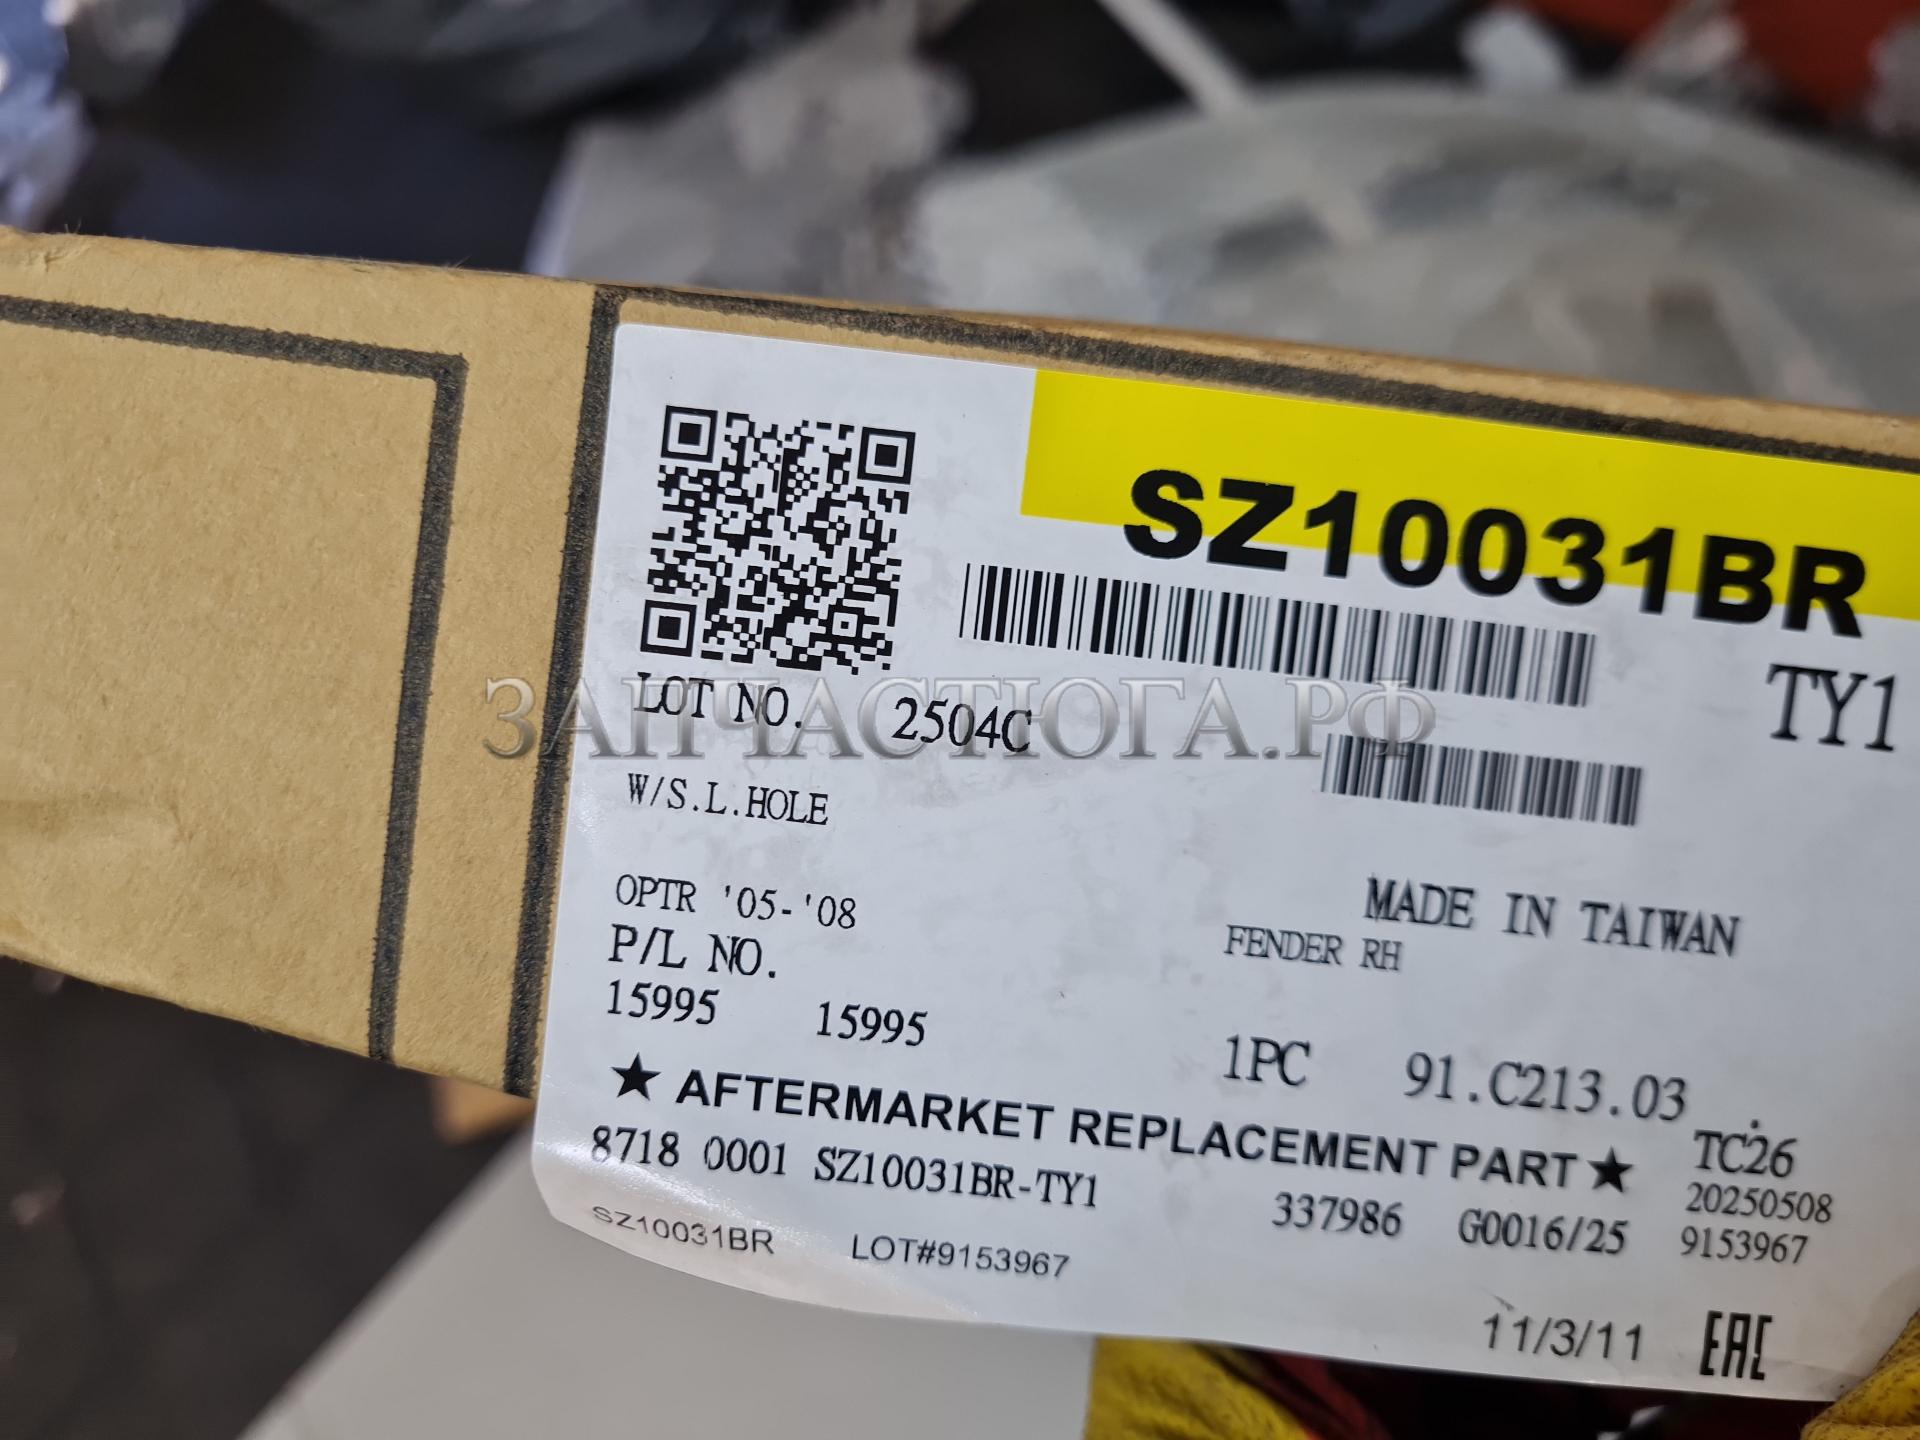 SZ10031BR
TY1
LOT NO. 2504C
ЗАПЧАСТЮГА.РФ
W/S.L.HOLE
OPTR '05-'08
MADE IN TAIWAN
P/L NO.
FENDER RH
15995 15995
1PC 91.C213.03
★ AFTERMARKET REPLACEMENT PART ★
TC26
8718 0001 SZ10031BR-TY1 337986 G0016/25
20250508
9153967
SZ10031BR LOT#9153967
11/3/11 EAC